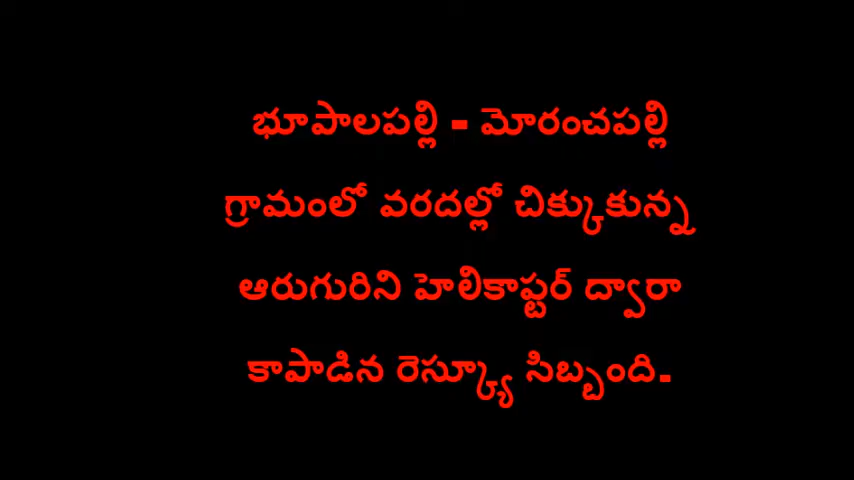 భూపాలపల్లి - మోరంచపల్లి
గ్రామంలో వరదల్లో చిక్కుకున్న
ఆరుగురిని హెలికాప్టర్ ద్వారా
కాపాడిన రెస్క్యూ సిబ్బంది.